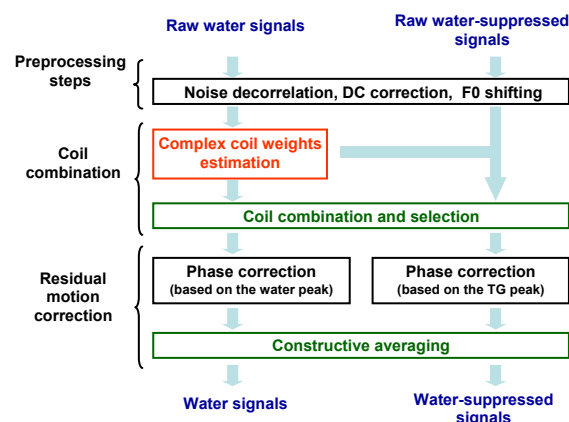 Raw water signals
Raw water-suppressed
signals
Preprocessing
steps
Noise decorrelation, DC correction, F0 shifting
Coil
combination
Complex coil weights
estimation
Coil combination and selection
Residual
motion
correction
Phase correction
(based on the water peak)
Phase correction
(based on the TG peak)
Constructive averaging
Water signals
Water-suppressed
signals